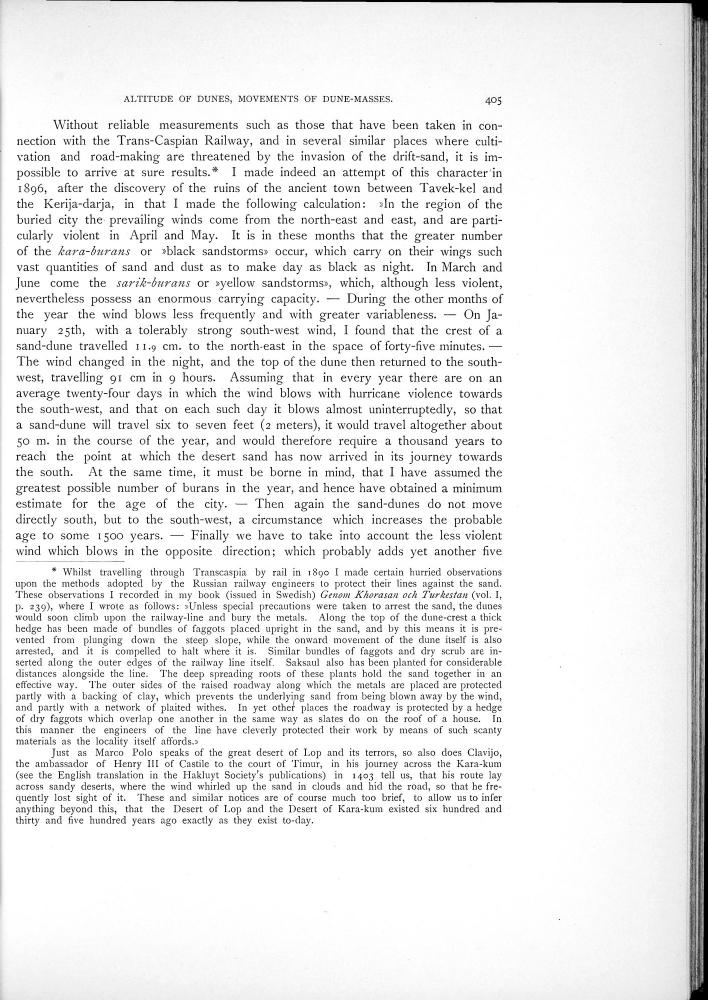 ALTITUDE OF DUNES, MOVEMENTS OF DUNE-MASSES. 405
Without reliable measurements such as those that have been taken in con-
nection with the Trans-Caspian Railway, and in several similar places where culti-
vation and road-making are threatened by the invasion of the drift-sand, it is im-
possible to arrive at sure results.* I made indeed an attempt of this character in
1896, after the discovery of the ruins of the ancient town between Tavek-kel and
the Kerija-darja, in that I made the following calculation: »In the region of the
buried city the prevailing winds come from the north-east and east, and are parti-
cularly violent in April and May. It is in these months that the greater number
of the kara-burans or »black sandstorms» occur, which carry on their wings such
vast quantities of sand and dust as to make day as black as night. In March and
June come the sarik-burans or »yellow sandstorms», which, although less violent,
nevertheless possess an enormous carrying capacity. — During the other months of
the year the wind blows less frequently and with greater variableness. — On Ja-
nuary 25th, with a tolerably strong south-west wind, I found that the crest of a
sand-dune travelled 11.9 cm. to the north-east in the space of forty-five minutes. —
The wind changed in the night, and the top of the dune then returned to the south-
west, travelling 91 cm in 9 hours. Assuming that in every year there are on an
average twenty-four days in which the wind blows with hurricane violence towards
the south-west, and that on each such day it blows almost uninterruptedly, so that
a sand-dune will travel six to seven feet (2 meters), it would travel altogether about
50 m. in the course of the year, and would therefore require a thousand years to
reach the point at which the desert sand has now arrived in its journey towards
the south. At the same time, it must be borne in mind, that I have assumed the
greatest possible number of burans in the year, and hence have obtained a minimum
estimate for the age of the city. — Then again the sand-dunes do not move
directly south, but to the south-west, a circumstance which increases the probable
age to some 1500 years. — Finally we have to take into account the less violent
wind which blows in the opposite direction; which probably adds yet another five
* Whilst travelling through Transcaspia by rail in 1890 I made certain hurried observations
upon the methods adopted by the Russian railway engineers to protect their lines against the sand.
These observations I recorded in my book (issued in Swedish) Genom Khorasan och Turkestan (vol. I,
p. 239), where I wrote as follows: »Unless special precautions were taken to arrest the sand, the dunes
would soon climb upon the railway-line and bury the metals. Along the top of the dune-crest a thick
hedge has been made of bundles of faggots placed upright in the sand, and by this means it is pre-
vented from plunging down the steep slope, while the onward movement of the dune itself is also
arrested, and it is compelled to halt where it is. Similar bundles of faggots and dry scrub are in-
serted along the outer edges of the railway line itself. Saksaul also has been planted for considerable
distances alongside the line. The deep spreading roots of these plants hold the sand together in an
effective way. The outer sides of the raised roadway along which the metals are placed are protected
partly with a backing of clay, which prevents the underlying sand from being blown away by the wind,
and partly with a network of plaited withes. In yet other places the roadway is protected by a hedge
of dry faggots which overlap one another in the same way as slates do on the roof of a house. In
this manner the engineers of the line have cleverly protected their work by means of such scanty
materials as the locality itself affords.»
Just as Marco Polo speaks of the great desert of Lop and its terrors, so also does Clavijo,
the ambassador of Henry III of Castile to the court of Timur, in his journey across the Kara-kum
(see the English translation in the Hakluyt Society's publications) in 1403 tell us, that his route lay
across sandy deserts, where the wind whirled up the sand in clouds and hid the road, so that he fre-
quently lost sight of it. These and similar notices are of course much too brief, to allow us to infer
anything beyond this, that the Desert of Lop and the Desert of Kara-kum existed six hundred and
thirty and five hundred years ago exactly as they exist to-day.